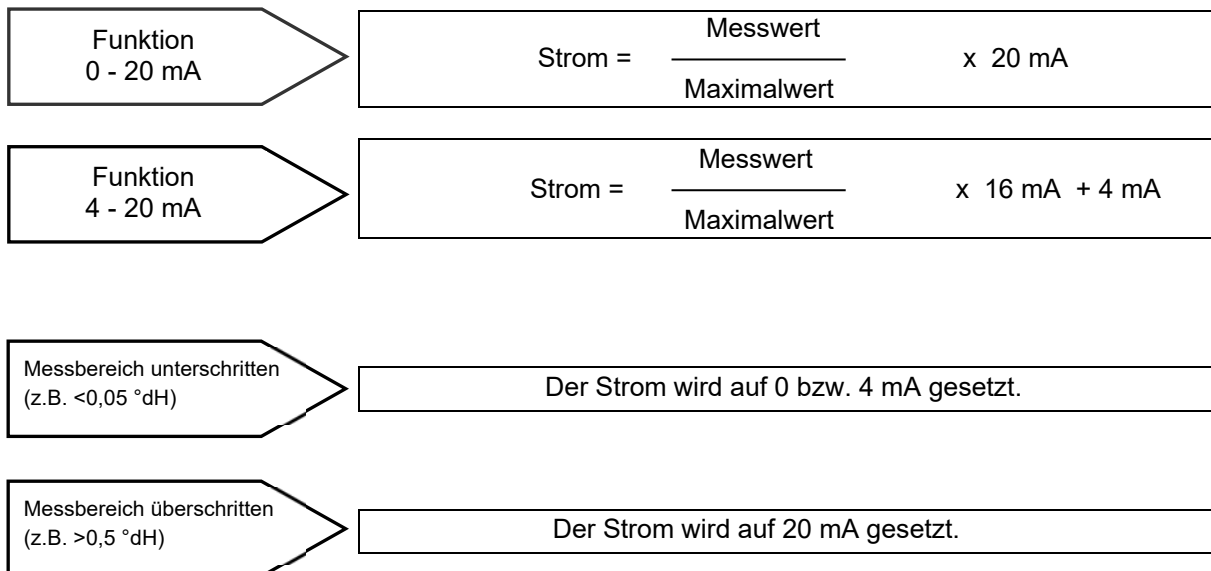 Funktion
0 - 20 mA
Messwert
Strom =
x 20 mA
Maximalwert
Funktion
4 - 20 mA
Messwert
Strom =
x 16 mA + 4 mA
Maximalwert
Messbereich unterschritten
(z.B. <0,05 °dH)
Der Strom wird auf 0 bzw. 4 mA gesetzt.
Messbereich überschritten
(z.B. >0,5 °dH)
Der Strom wird auf 20 mA gesetzt.